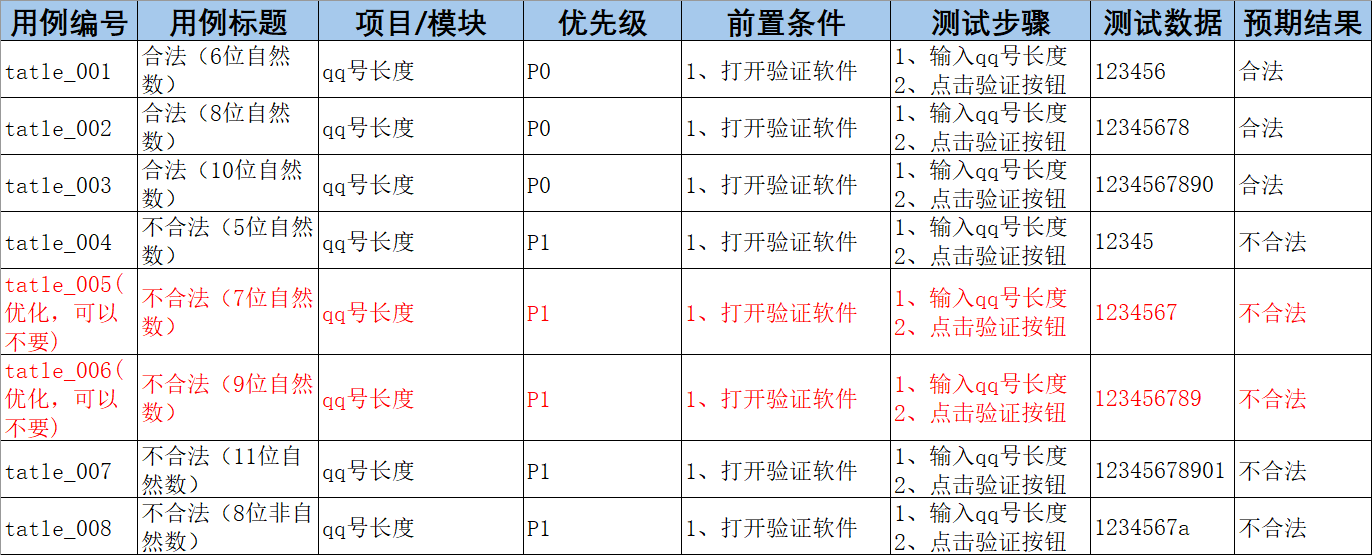 用例编号 用例标题 项目/模块 优先级 前置条件 测试步骤 测试数据 预期结果
tatle_001 合法（6位自然 qq号长度 P0 1、打开验证软件 1、输入qq号长度 123456 合法
数） 2、点击验证按钮
tatle_002 合法（8位自然 qq号长度 P0 1、打开验证软件 1、输入qq号长度 12345678 合法
数） 2、点击验证按钮
tatle_003 合法（10位自然 qq号长度 P0 1、打开验证软件 1、输入qq号长度 1234567890 合法
数） 2、点击验证按钮
tatle_004 不合法（5位自然 qq号长度 P1 1、打开验证软件 1、输入qq号长度 12345 不合法
数） 2、点击验证按钮
tatle_005( 不合法（7位自然 qq号长度 P1 1、打开验证软件 1、输入qq号长度 1234567 不合法
优化，可以 数） 2、点击验证按钮
不要)
tatle_006( 不合法（9位自然 qq号长度 P1 1、打开验证软件 1、输入qq号长度 123456789 不合法
优化，可以 数） 2、点击验证按钮
不要)
tatle_007 不合法（11位自 qq号长度 P1 1、打开验证软件 1、输入qq号长度 12345678901 不合法
然数） 2、点击验证按钮
tatle_008 不合法（8位非自 qq号长度 P1 1、打开验证软件 1、输入qq号长度 1234567a 不合法
然数） 2、点击验证按钮